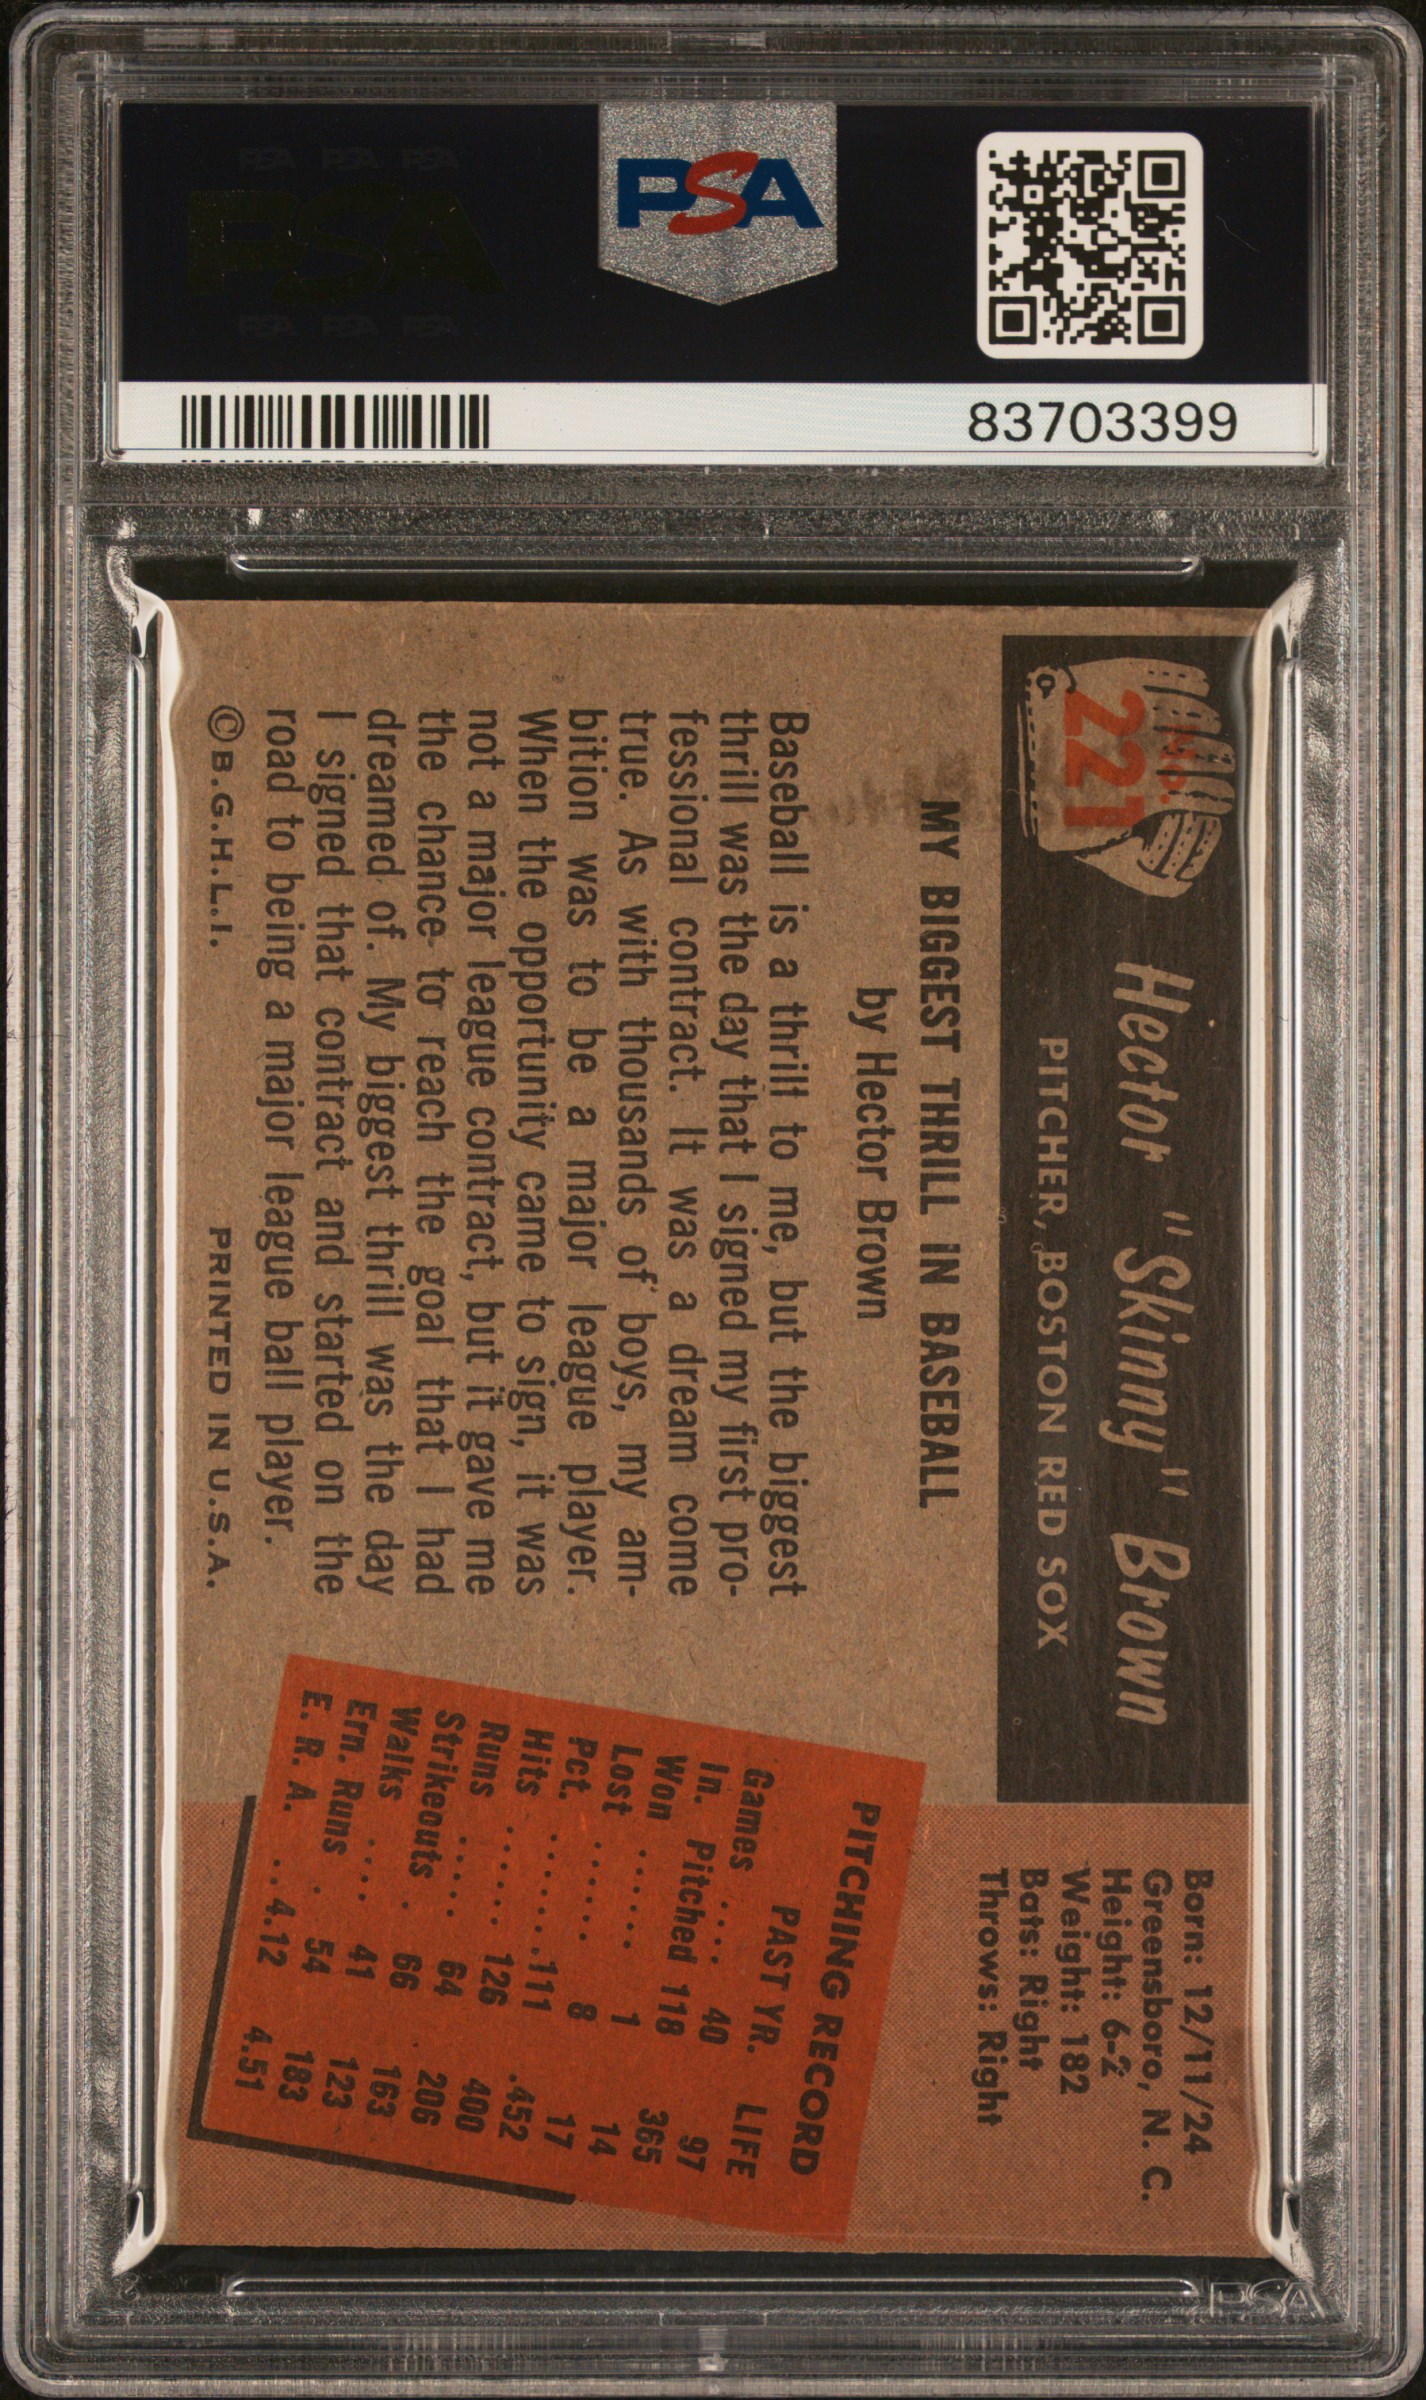 PSA PSA PSA
PSA
PSA PSA PSA
PSA
83703399
No. 221
Hector "Skinny" Brown
PITCHER, BOSTON RED SOX
Born: 12/11/24
Greensboro, N. C.
Height: 6-2
Weight: 182
Bats: Right
Throws: Right
MY BIGGEST THRILL IN BASEBALL
by Hector Brown
Baseball is a thrill to me, but the biggest
thrill was the day that I signed my first pro-
fessional contract. It was a dream come
true. As with thousands of boys, my am-
bition was to be a major league player.
When the opportunity came to sign, it was
not a major league contract, but it gave me
the chance to reach the goal that I had
dreamed of. My biggest thrill was the day
I signed that contract and started on the
road to being a major league ball player.
© B.G.H.L.I. PRINTED IN U.S.A.
PITCHING RECORD
PAST YR. LIFE
Games .... 40 97
In. Pitched 118 365
Won ...... 1 14
Lost ...... 8 17
Pct. .......111 .452
Hits ...... 126 400
Runs ..... 64 206
Strikeouts . 66 163
Walks .... 41 123
Ern. Runs . 54 183
E. R. A. ..4.12 4.51
PSA